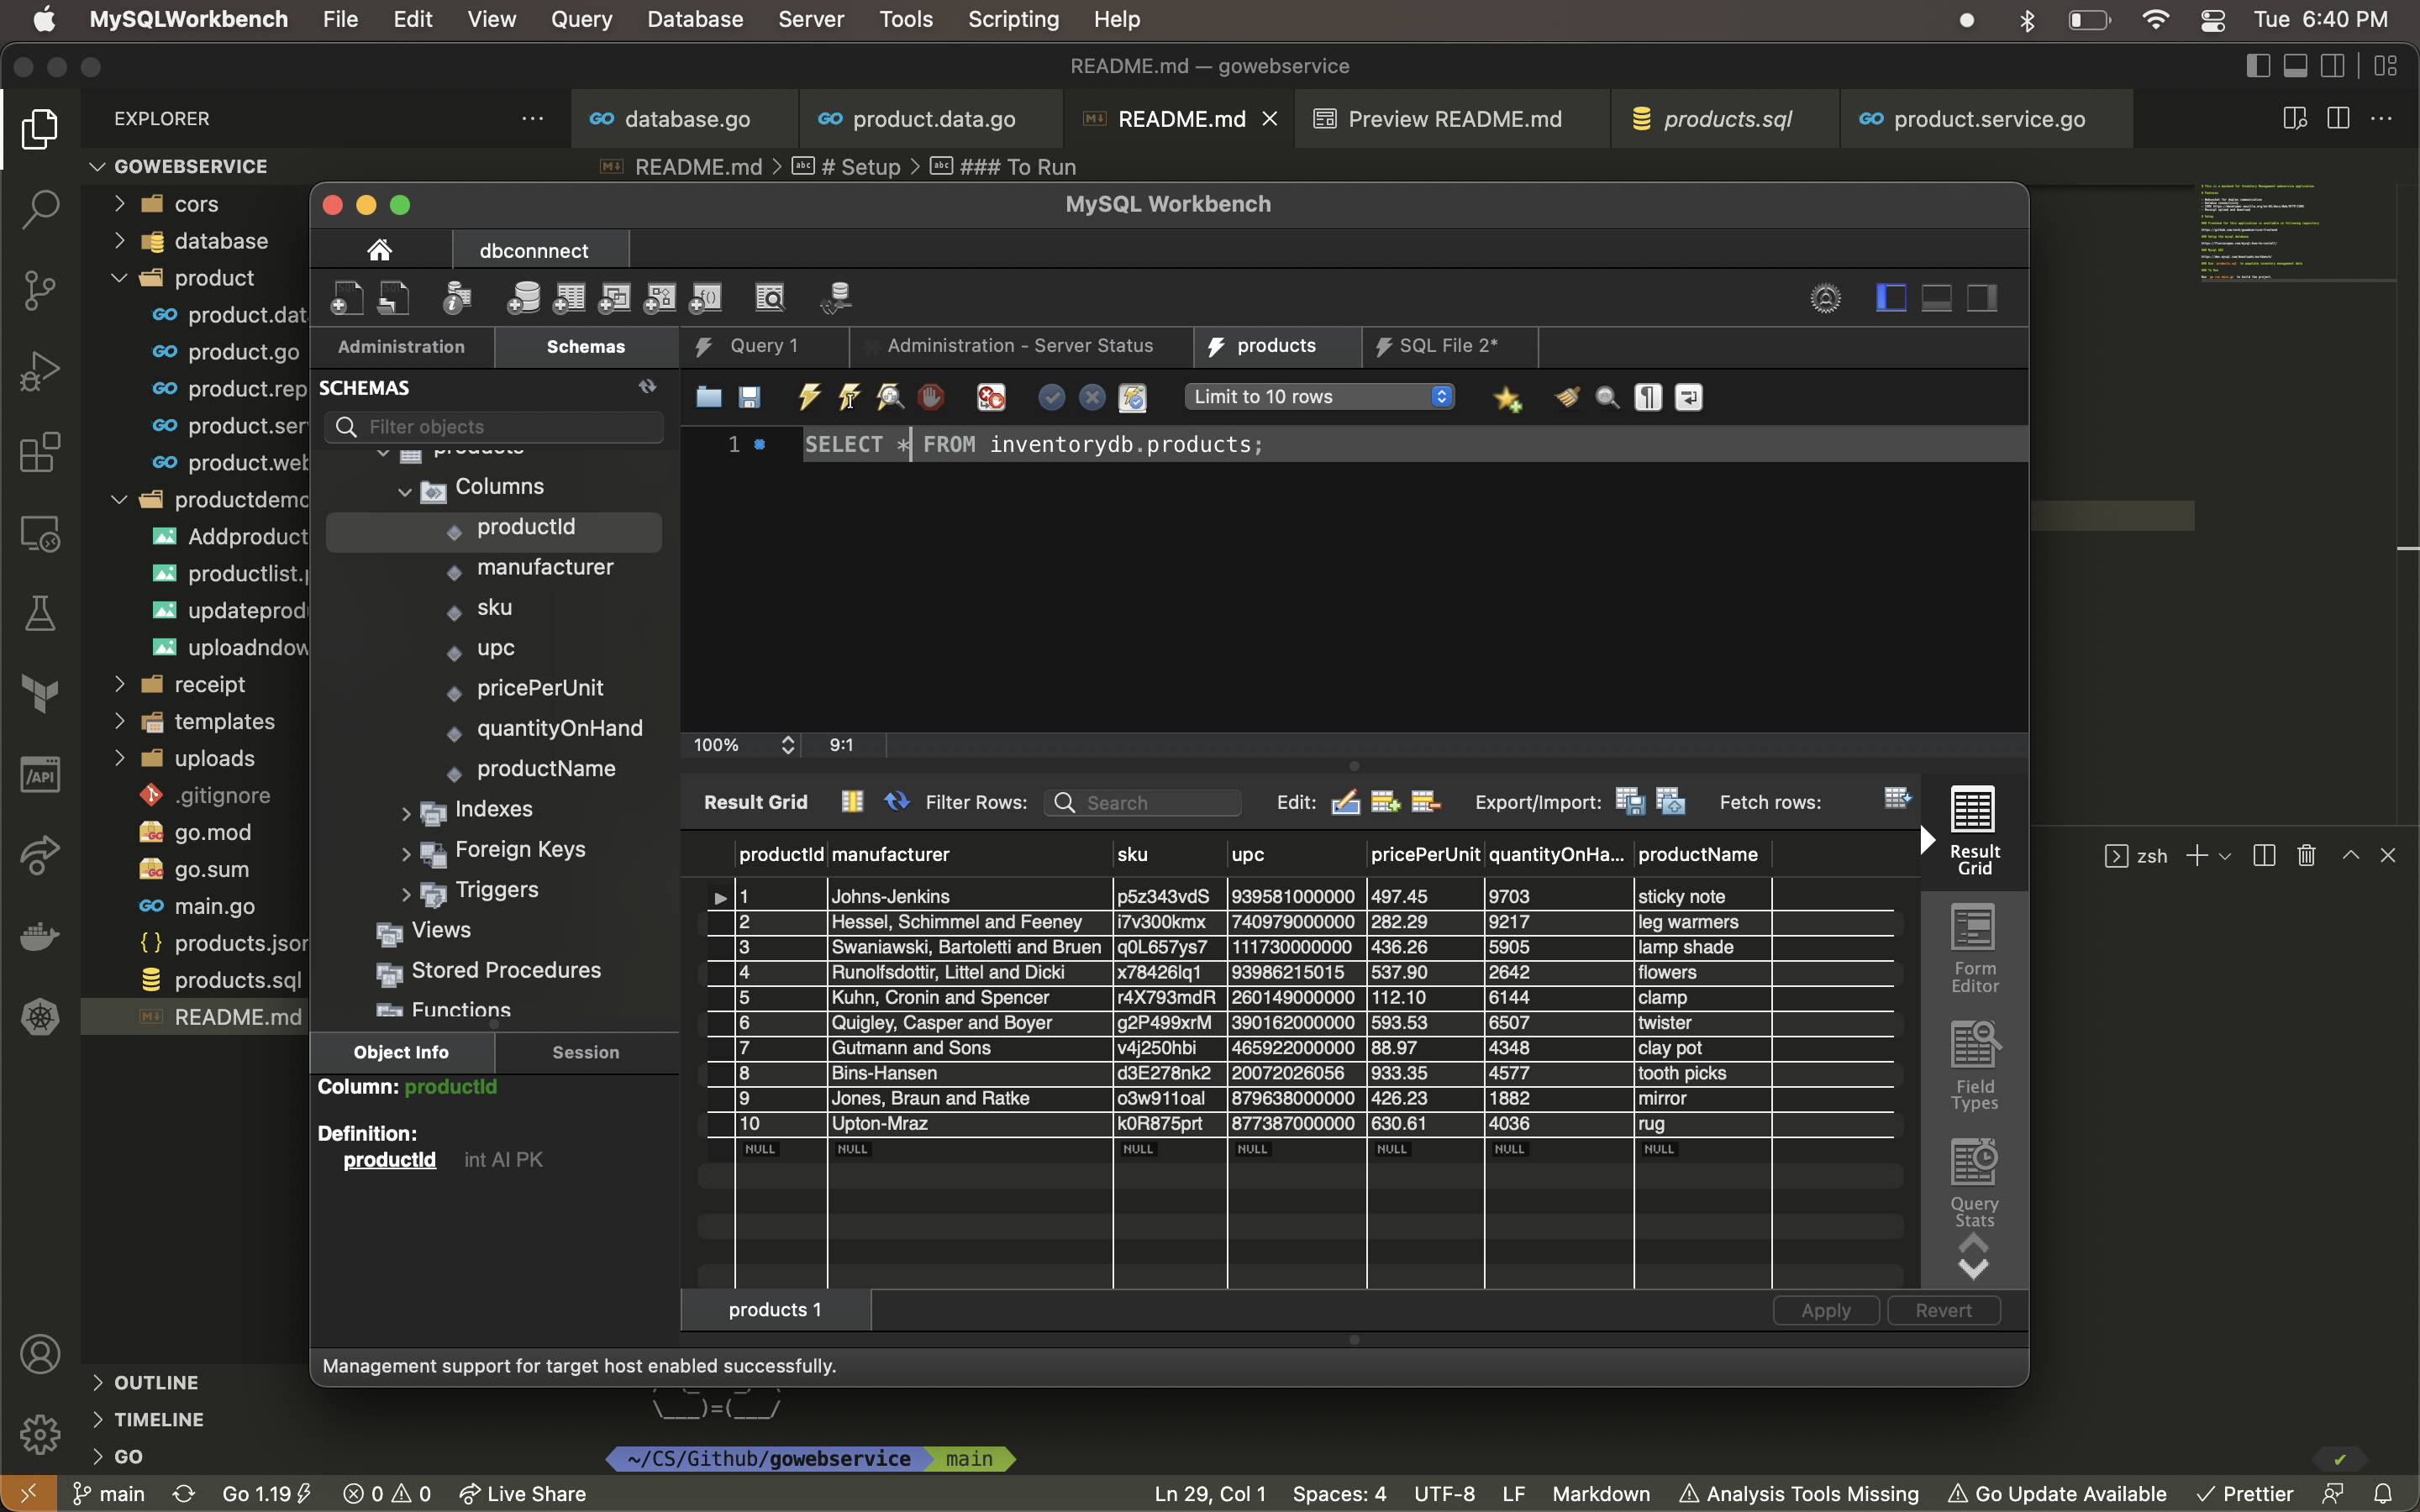 MySQLWorkbench File Edit View Query Database Server Tools Scripting Help Tue 6:40 PM
README.md — gowebservice
EXPLORER
database.go product.data.go README.md Preview README.md products.sql product.service.go
GOWEBSERVICE
README.md > # Setup > ### To Run
cors
database
product
product.dat
product.go
product.rep
product.ser
product.web
productdemo
Addproduct
productlist.p
updateprodu
uploadndow
receipt
templates
uploads
.gitignore
go.mod
go.sum
main.go
products.json
products.sql
README.md
OUTLINE
TIMELINE
GO
MySQL Workbench
dbconnnect
Administration Schemas
Query 1 Administration - Server Status products SQL File 2*
SCHEMAS
Filter objects
Limit to 10 rows
1 SELECT * FROM inventorydb.products;
products
Columns
productId
manufacturer
sku
upc
pricePerUnit
quantityOnHand
productName
Indexes
Foreign Keys
Triggers
Views
Stored Procedures
Functions
Object Info Session
Column: productId
Definition:
productId int AI PK
100% 9:1
Result Grid Filter Rows: Search Edit: Export/Import: Fetch rows:
productId manufacturer sku upc pricePerUnit quantityOnHa... productName
1 Johns-Jenkins p5z343vdS 939581000000 497.45 9703 sticky note
2 Hessel, Schimmel and Feeney i7v300kmx 740979000000 282.29 9217 leg warmers
3 Swaniawski, Bartoletti and Bruen q0L657ys7 111730000000 436.26 5905 lamp shade
4 Runolfsdottir, Littel and Dicki x78426lq1 93986215015 537.90 2642 flowers
5 Kuhn, Cronin and Spencer r4X793mdR 260149000000 112.10 6144 clamp
6 Quigley, Casper and Boyer g2P499xrM 390162000000 593.53 6507 twister
7 Gutmann and Sons v4j250hbi 465922000000 88.97 4348 clay pot
8 Bins-Hansen d3E278nk2 20072026056 933.35 4577 tooth picks
9 Jones, Braun and Ratke o3w911oal 879638000000 426.23 1882 mirror
10 Upton-Mraz k0R875prt 877387000000 630.61 4036 rug
NULL NULL NULL NULL NULL NULL NULL
Result
Grid
Form
Editor
Field
Types
Query
Stats
products 1 Apply Revert
Management support for target host enabled successfully.
zsh
\___)=(___/
~/CS/Github/gowebservice main
main Go 1.19 0 0 Live Share Ln 29, Col 1 Spaces: 4 UTF-8 LF Markdown Analysis Tools Missing Go Update Available Prettier